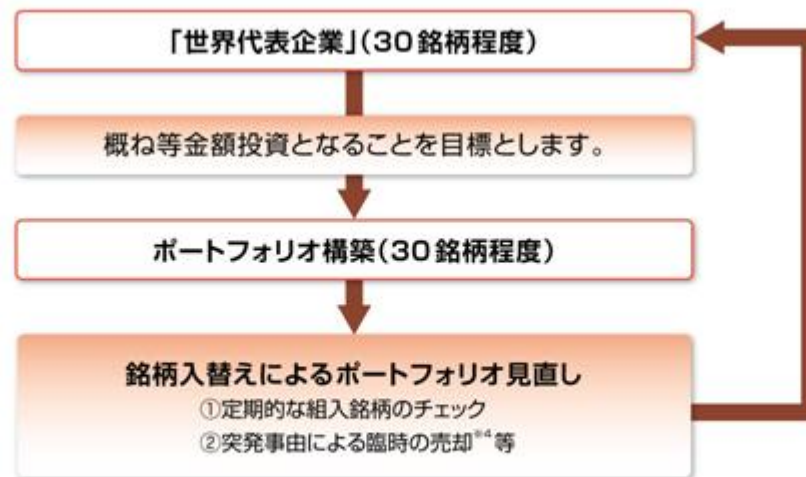 「世界代表企業」(30銘柄程度)
概ね等金額投資となることを目標とします。
ポートフォリオ構築(30銘柄程度)
銘柄入替えによるポートフォリオ見直し
①定期的な組入銘柄のチェック
②突発事由による臨時の売却※4等